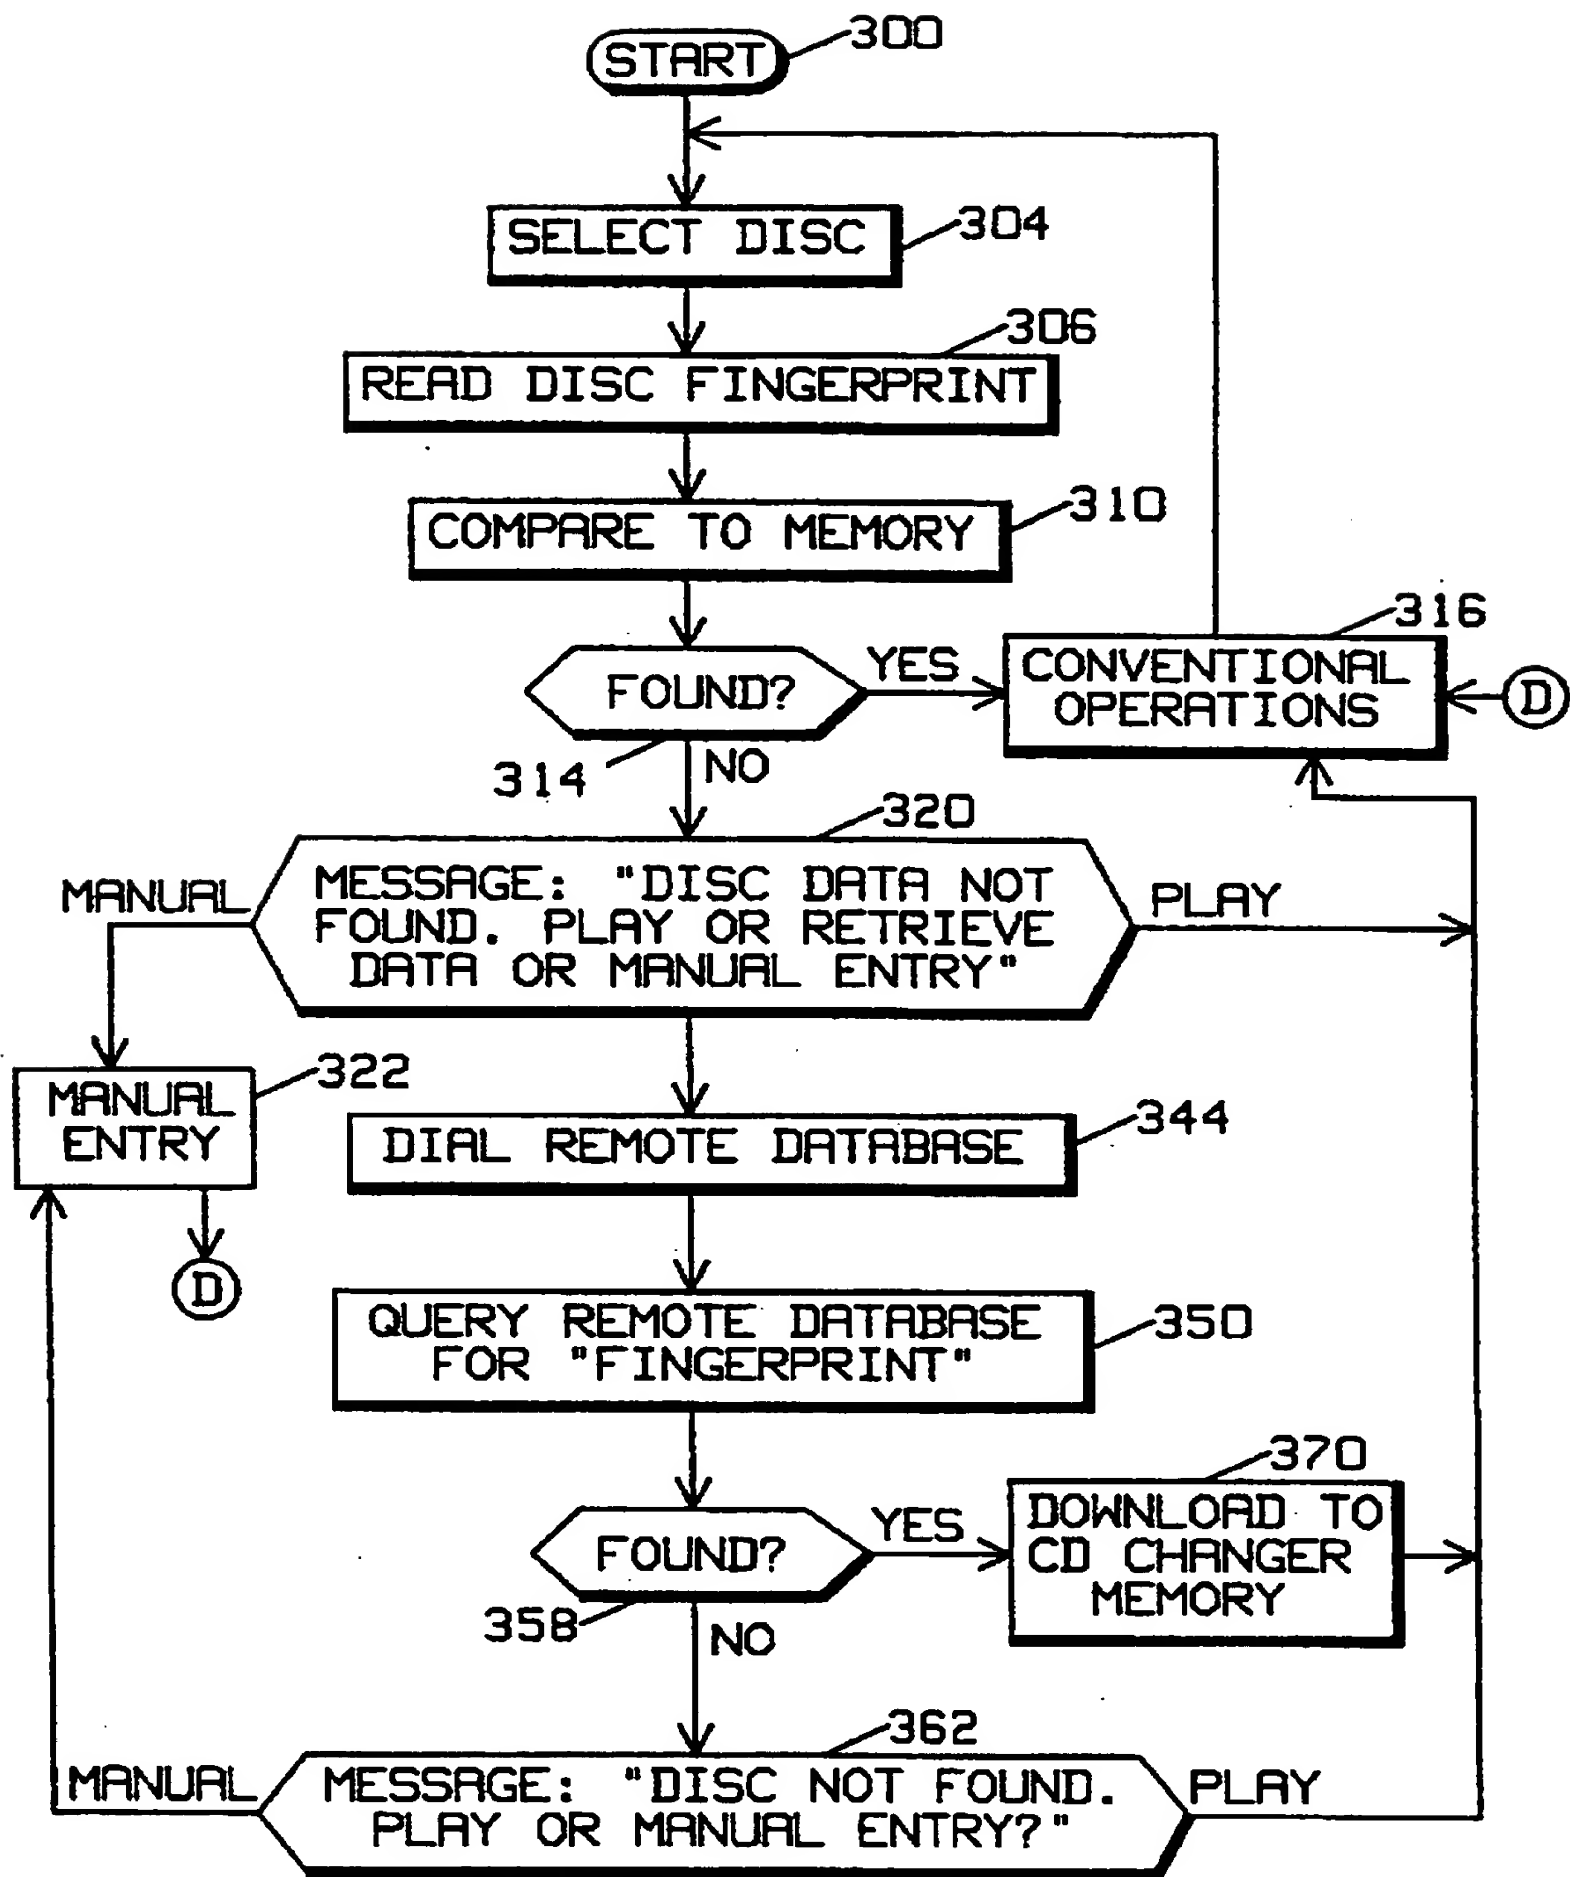 300
START
304
SELECT DISC
306
READ DISC FINGERPRINT
310
COMPARE TO MEMORY
316
FOUND?
YES
CONVENTIONAL
OPERATIONS
D
314
NO
320
MANUAL
MESSAGE: "DISC DATA NOT
FOUND. PLAY OR RETRIEVE
DATA OR MANUAL ENTRY"
PLAY
322
MANUAL
ENTRY
D
344
DIAL REMOTE DATABASE
350
QUERY REMOTE DATABASE
FOR "FINGERPRINT"
370
FOUND?
YES
DOWNLOAD TO
CD CHANGER
MEMORY
358
NO
362
MANUAL
MESSAGE: "DISC NOT FOUND.
PLAY OR MANUAL ENTRY?"
PLAY